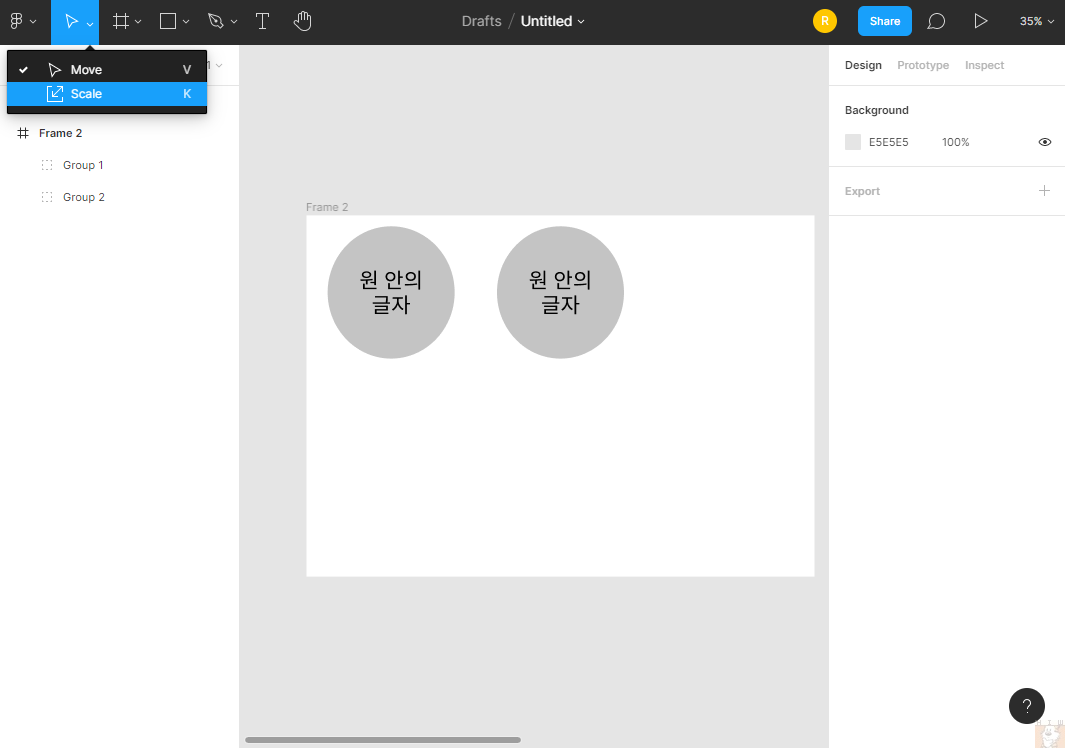 Drafts / Untitled
R
Share
35%
Move V
Scale K
1
Frame 2
Group 1
Group 2
Frame 2
원 안의
글자
원 안의
글자
Design Prototype Inspect
Background
E5E5E5 100%
Export
?